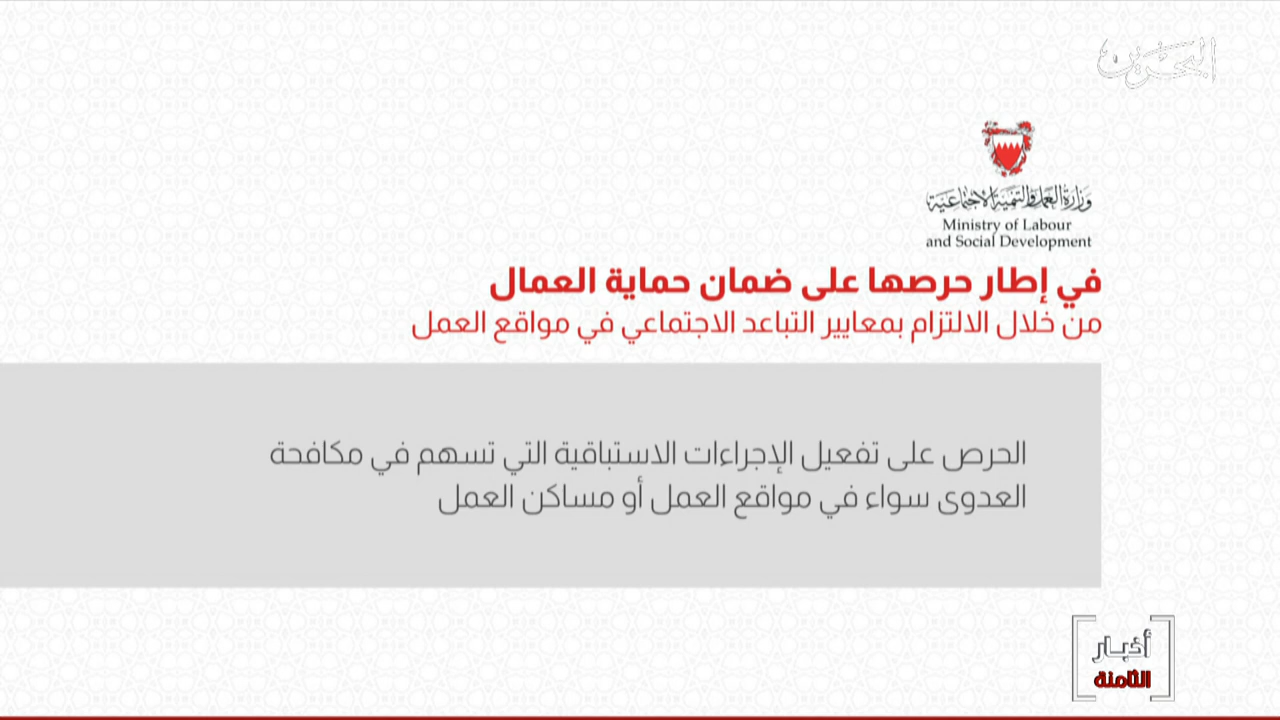 البحرين
وزارة العمل والتنمية الاجتماعية
Ministry of Labour
and Social Development
في إطار حرصها على ضمان حماية العمال
من خلال الالتزام بمعايير التباعد الاجتماعي في مواقع العمل
الحرص على تفعيل الإجراءات الاستباقية التي تسهم في مكافحة
العدوى سواء في مواقع العمل أو مساكن العمل
أخبار
الثامنة